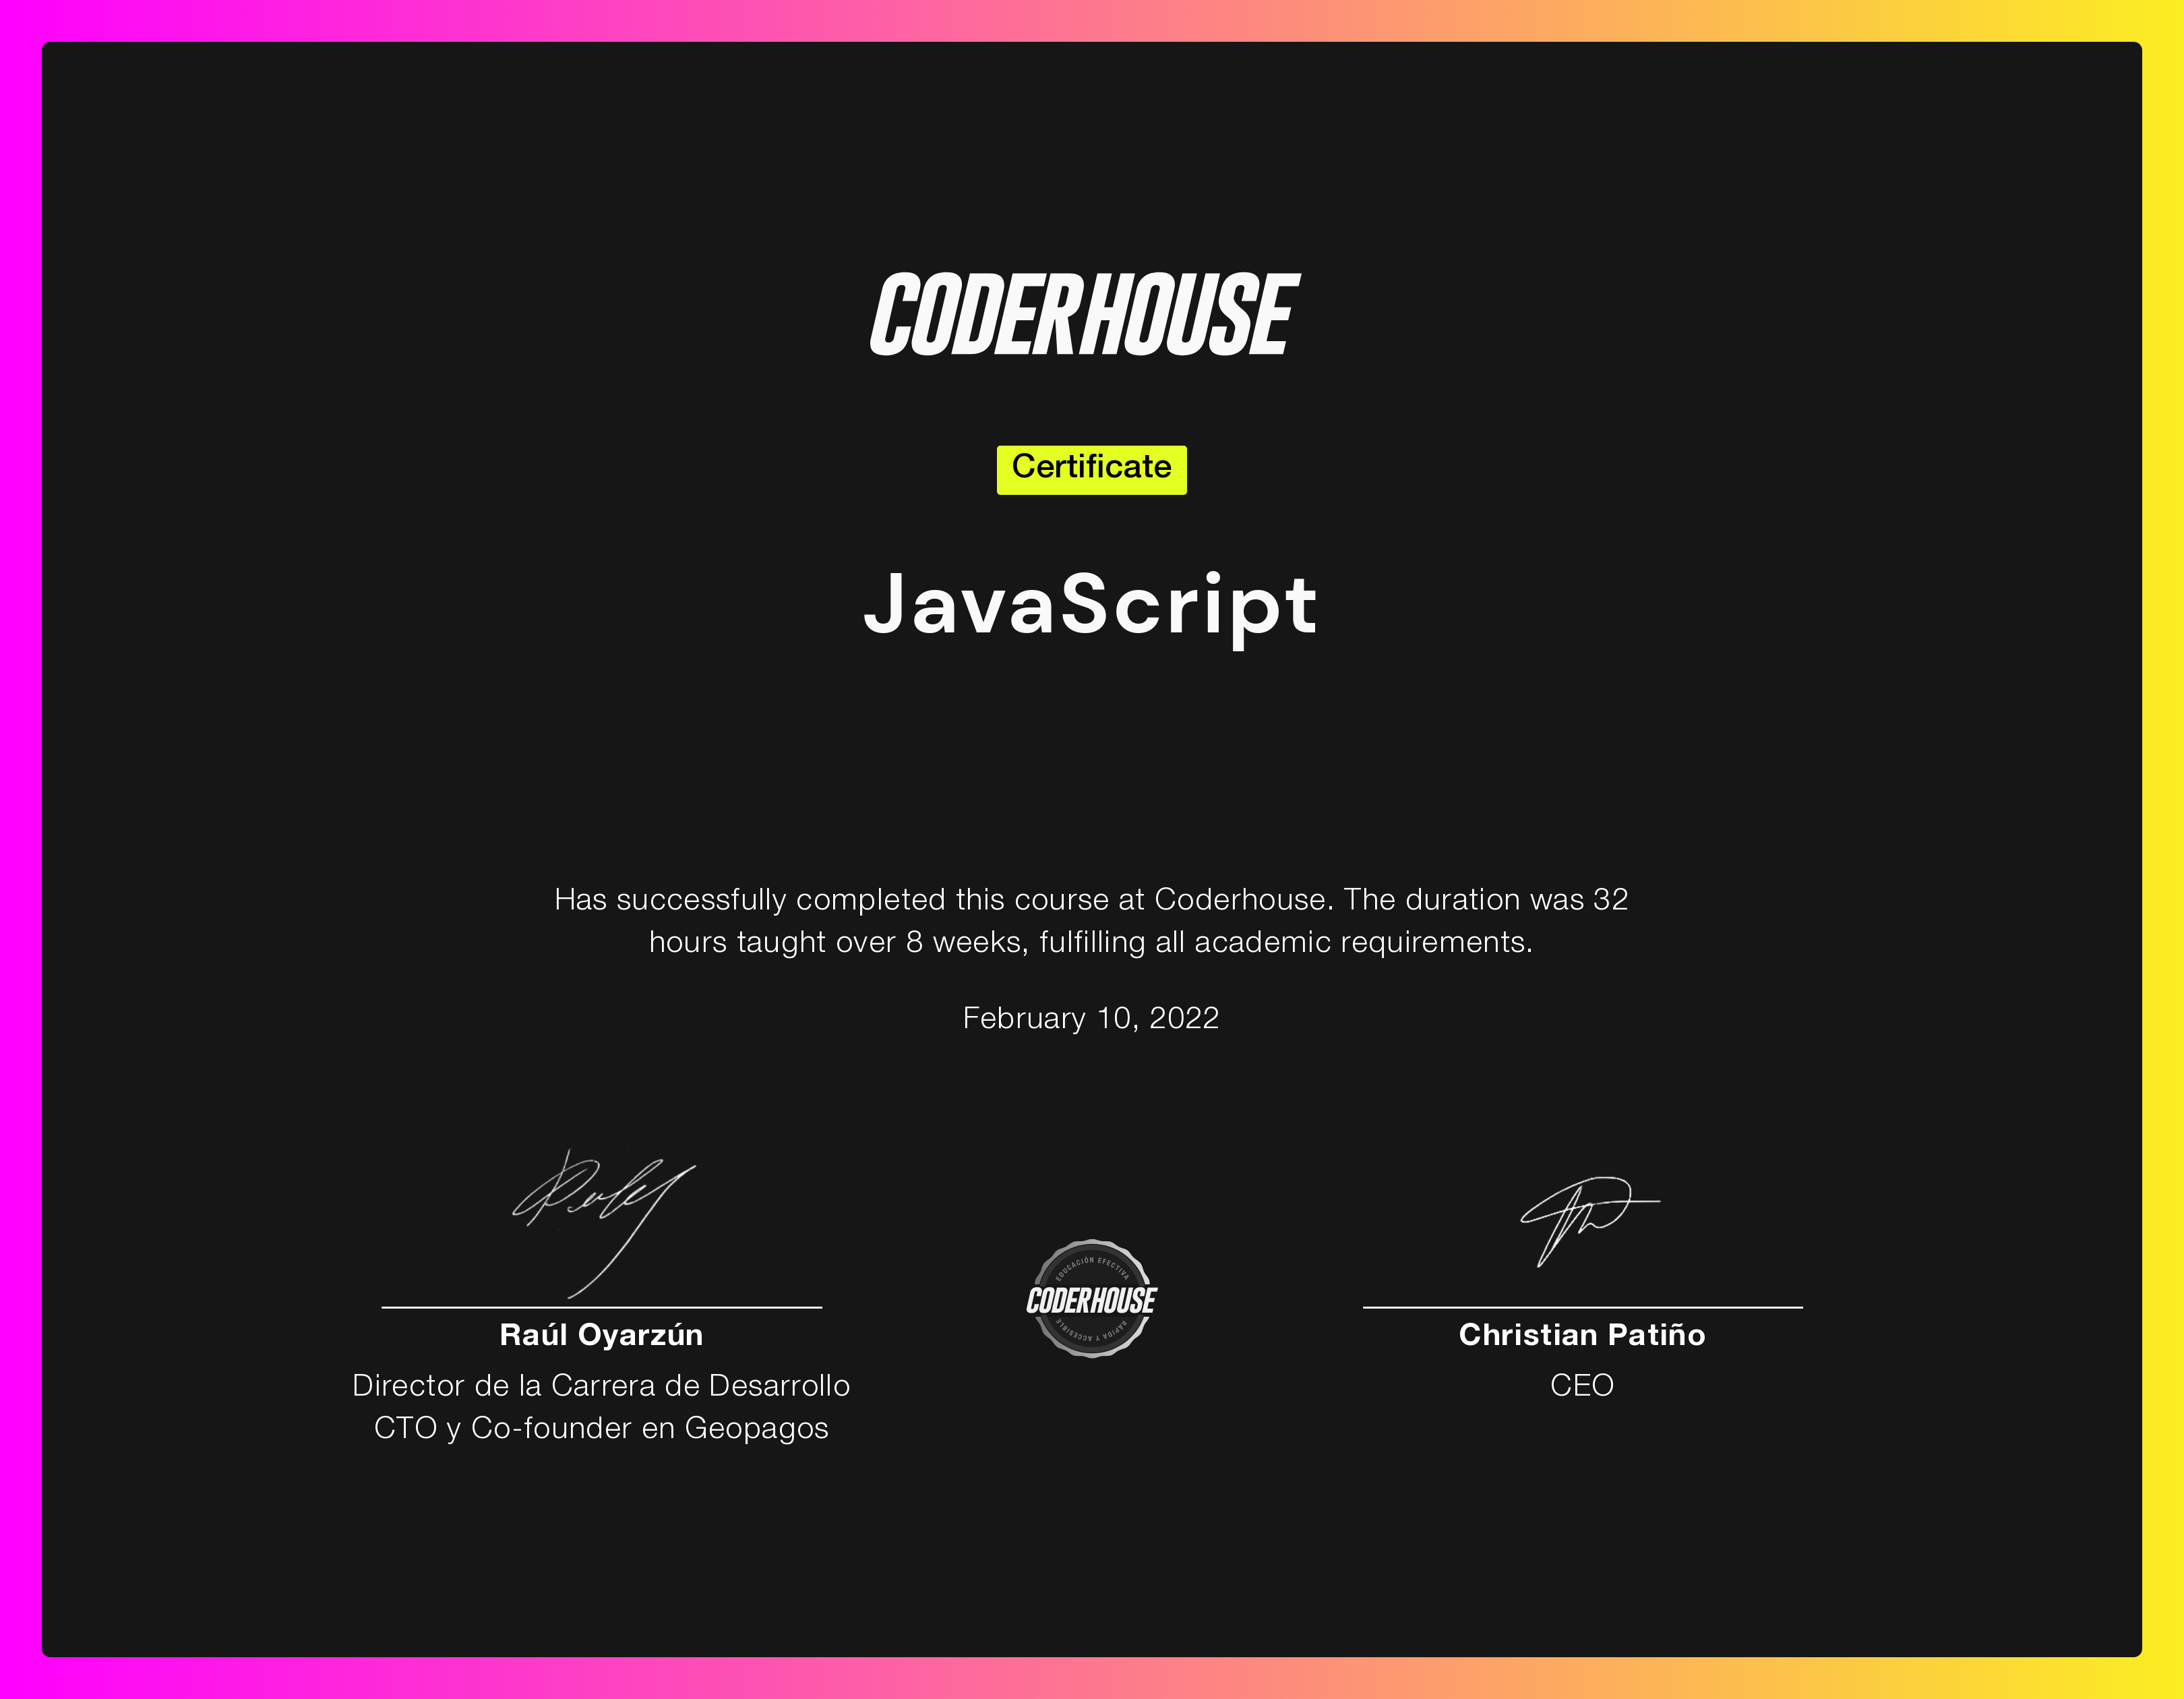 CODERHOUSE
Certificate
JavaScript
Has successfully completed this course at Coderhouse. The duration was 32
hours taught over 8 weeks, fulfilling all academic requirements.
February 10, 2022
Raúl Oyarzún
Director de la Carrera de Desarrollo
CTO y Co-founder en Geopagos
EDUCACIÓN EFECTIVA
CODERHOUSE
RÁPIDA Y ACCESIBLE
Christian Patiño
CEO